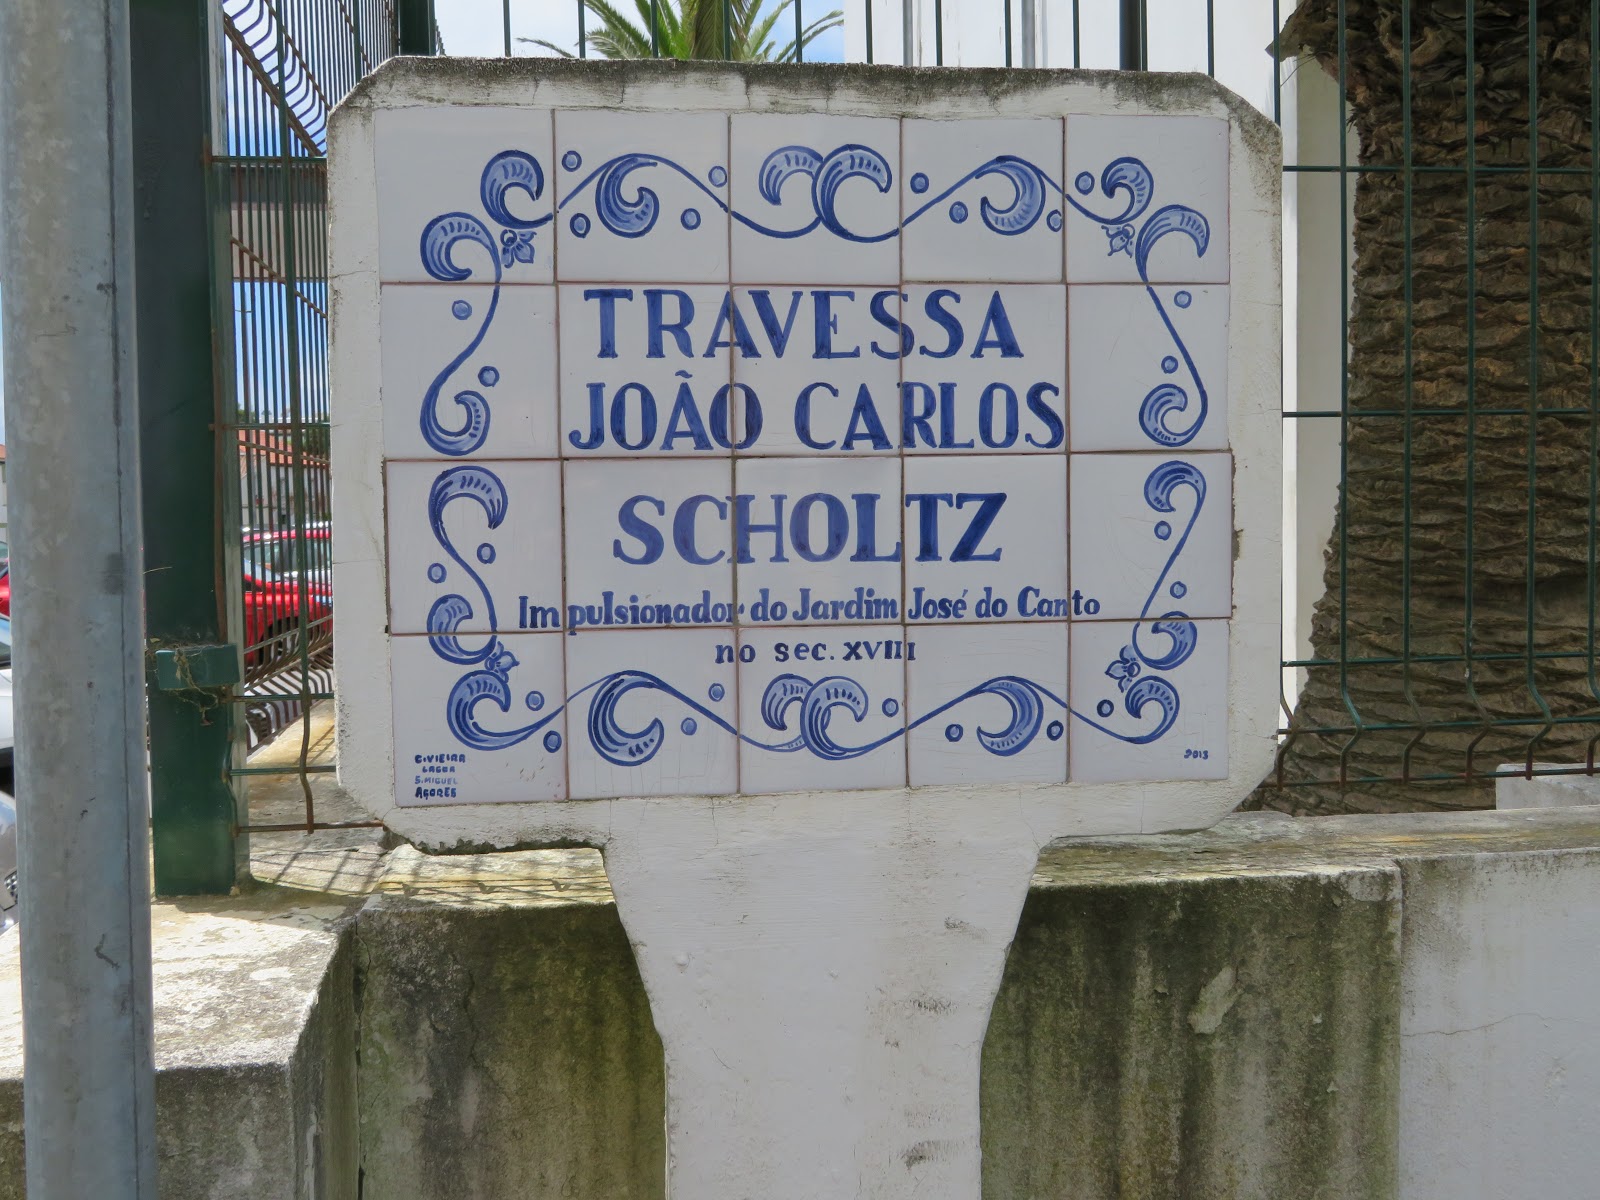 TRAVESSA
JOÃO CARLOS
SCHOLTZ
Impulsionador do Jardim José do Canto
no sec. XVIII
C.VIEIRA
LAGOA
S.MIGUEL
AÇORES
2013